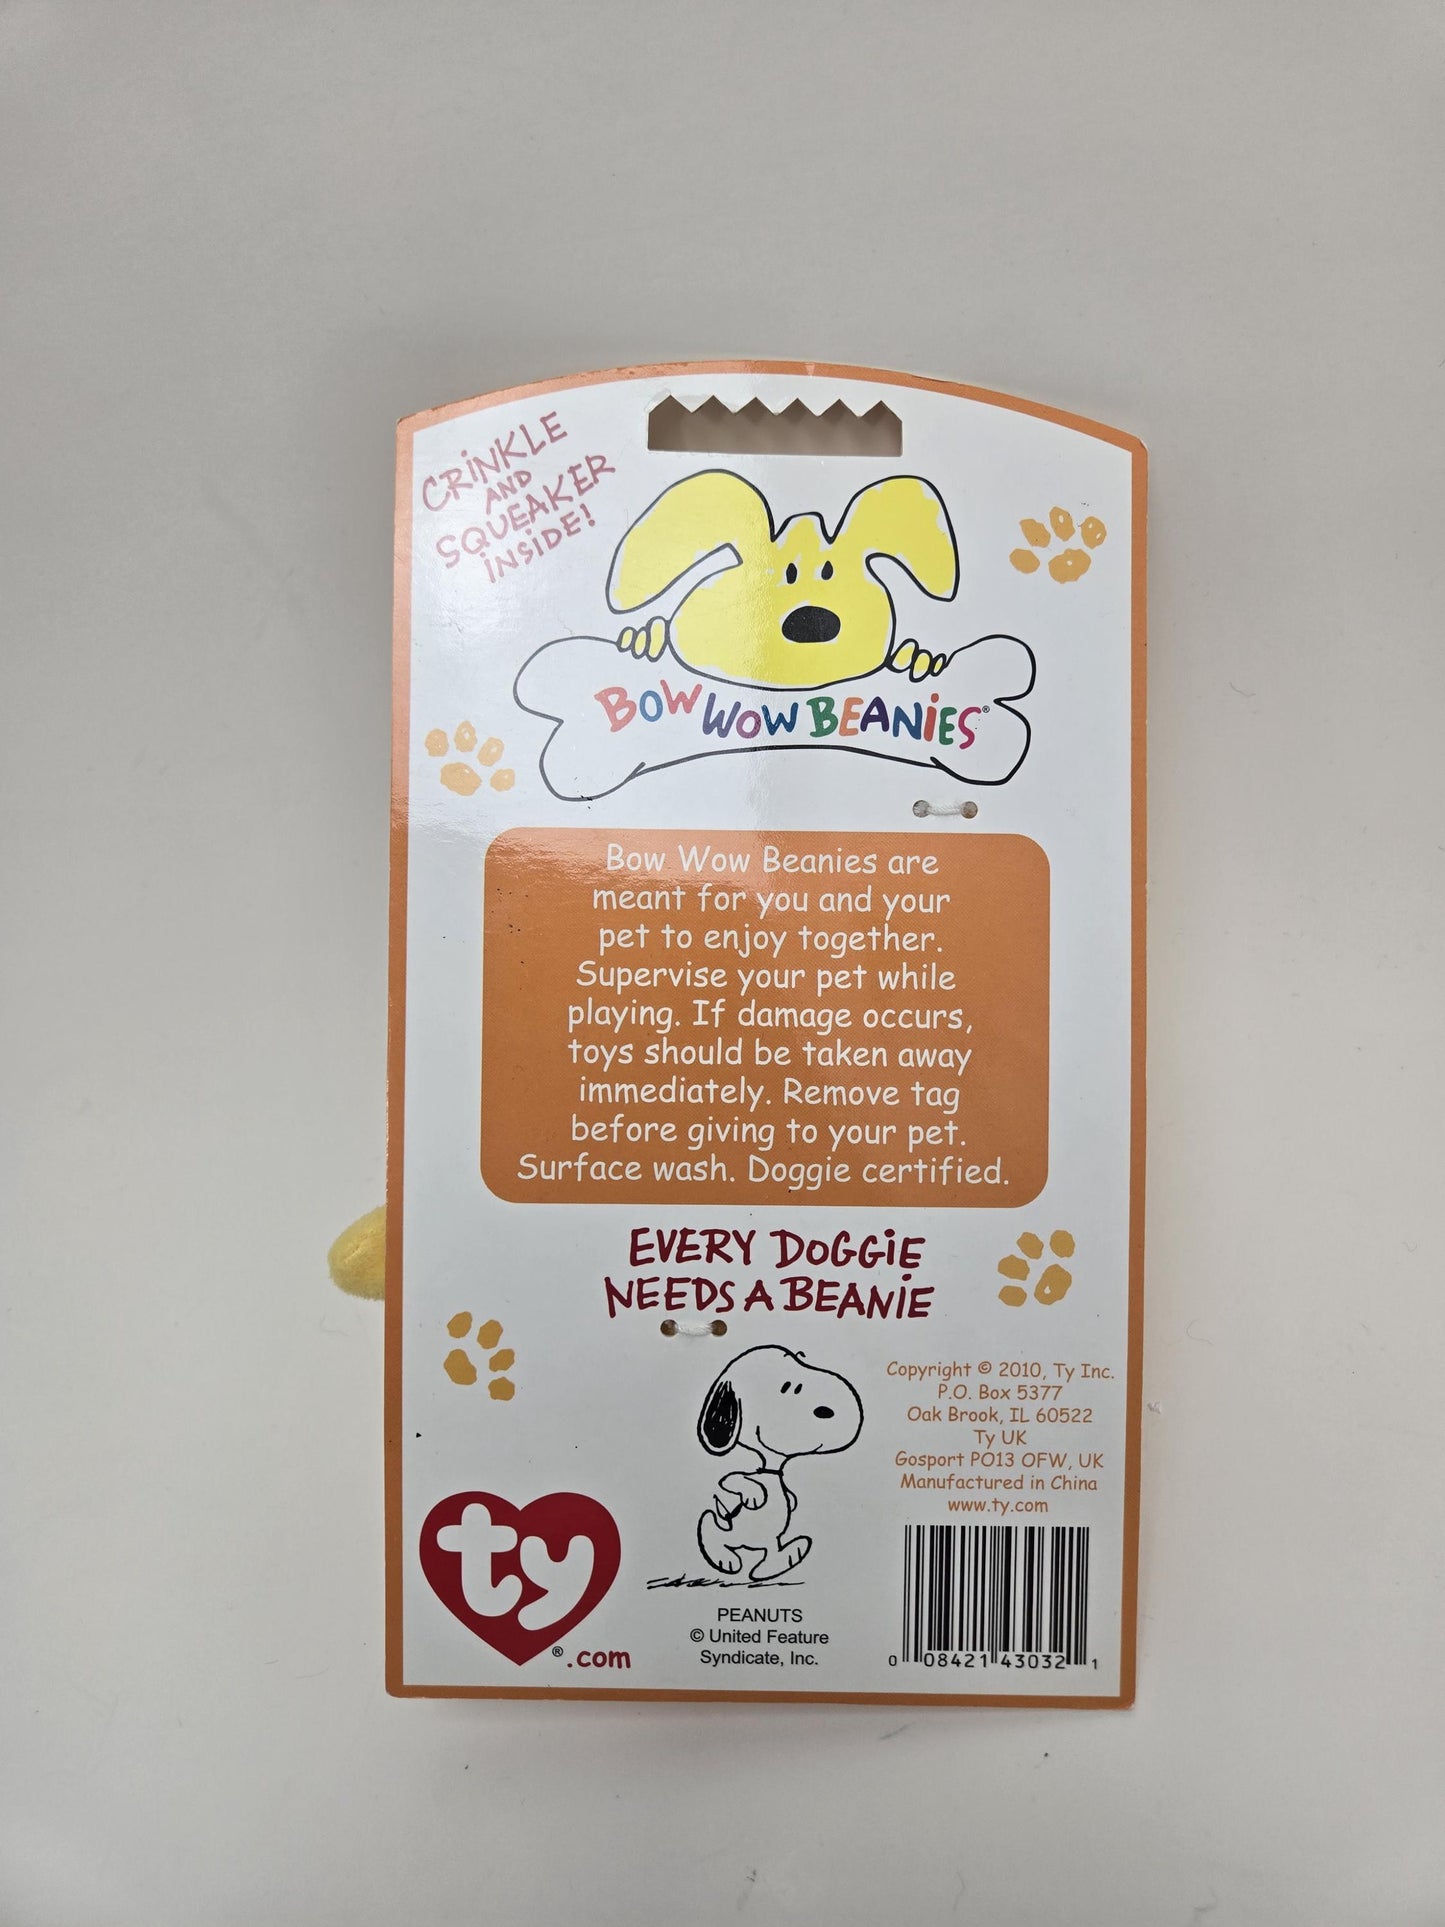 CRINKLE
AND
SQUEAKER
INSIDE!
BOW WOW BEANIES®
Bow Wow Beanies are
meant for you and your
pet to enjoy together.
Supervise your pet while
playing. If damage occurs,
toys should be taken away
immediately. Remove tag
before giving to your pet.
Surface wash. Doggie certified.
EVERY DOGGIE
NEEDS A BEANIE
Copyright © 2010, Ty Inc.
P.O. Box 5377
Oak Brook, IL 60522
Ty UK
Gosport PO13 OFW, UK
Manufactured in China
www.ty.com
ty®.com
PEANUTS
© United Feature
Syndicate, Inc.
0 08421 43032 1